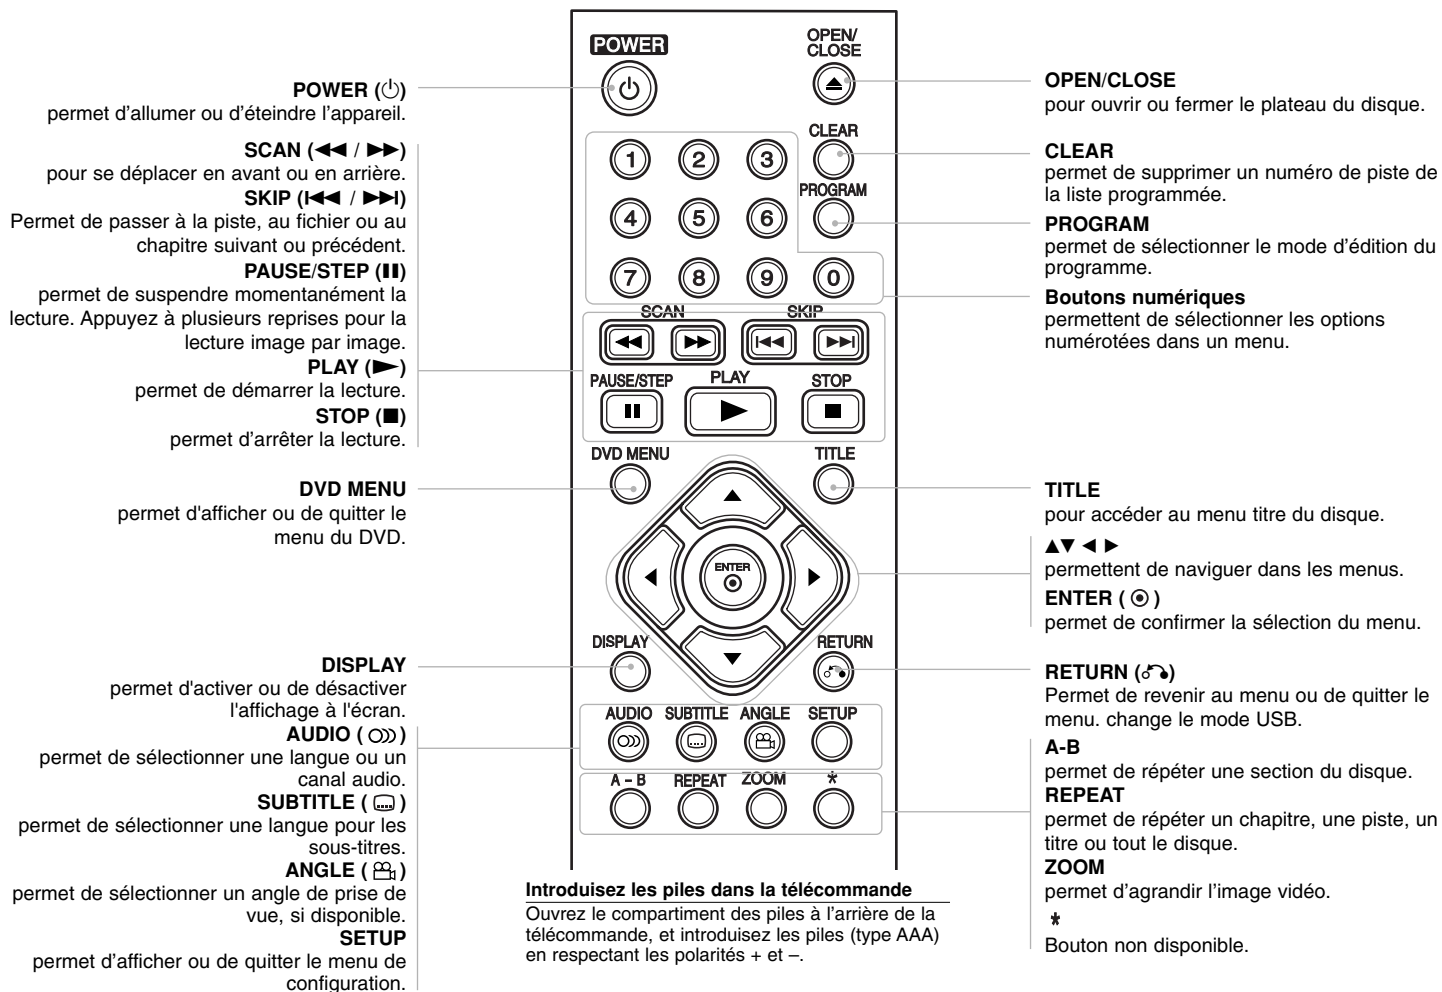 POWER (⏻)
permet d’allumer ou d’éteindre l’appareil.
SCAN (◀◀ / ▶▶)
pour se déplacer en avant ou en arrière.
SKIP (I◀◀ / ▶▶I)
Permet de passer à la piste, au fichier ou au
chapitre suivant ou précédent.
PAUSE/STEP (II)
permet de suspendre momentanément la
lecture. Appuyez à plusieurs reprises pour la
lecture image par image.
PLAY (▶)
permet de démarrer la lecture.
STOP (■)
permet d’arrêter la lecture.
DVD MENU
permet d'afficher ou de quitter le
menu du DVD.
DISPLAY
permet d'activer ou de désactiver
l'affichage à l'écran.
AUDIO ( )
permet de sélectionner une langue ou un
canal audio.
SUBTITLE ( )
permet de sélectionner une langue pour les
sous-titres.
ANGLE ( )
permet de sélectionner un angle de prise de
vue, si disponible.
SETUP
permet d’afficher ou de quitter le menu de
configuration.
POWER
OPEN/
CLOSE
CLEAR
1 2 3
PROGRAM
4 5 6
7 8 9 0
SCAN SKIP
PAUSE/STEP PLAY STOP
DVD MENU TITLE
ENTER
DISPLAY RETURN
AUDIO SUBTITLE ANGLE SETUP
A – B REPEAT ZOOM *
Introduisez les piles dans la télécommande
Ouvrez le compartiment des piles à l’arrière de la
télécommande, et introduisez les piles (type AAA)
en respectant les polarités + et –.
OPEN/CLOSE
pour ouvrir ou fermer le plateau du disque.
CLEAR
permet de supprimer un numéro de piste de
la liste programmée.
PROGRAM
permet de sélectionner le mode d’édition du
programme.
Boutons numériques
permettent de sélectionner les options
numérotées dans un menu.
TITLE
pour accéder au menu titre du disque.
▲▼ ◀ ▶
permettent de naviguer dans les menus.
ENTER ( ◉ )
permet de confirmer la sélection du menu.
RETURN ( )
Permet de revenir au menu ou de quitter le
menu. change le mode USB.
A-B
permet de répéter une section du disque.
REPEAT
permet de répéter un chapitre, une piste, un
titre ou tout le disque.
ZOOM
permet d’agrandir l’image vidéo.
*
Bouton non disponible.